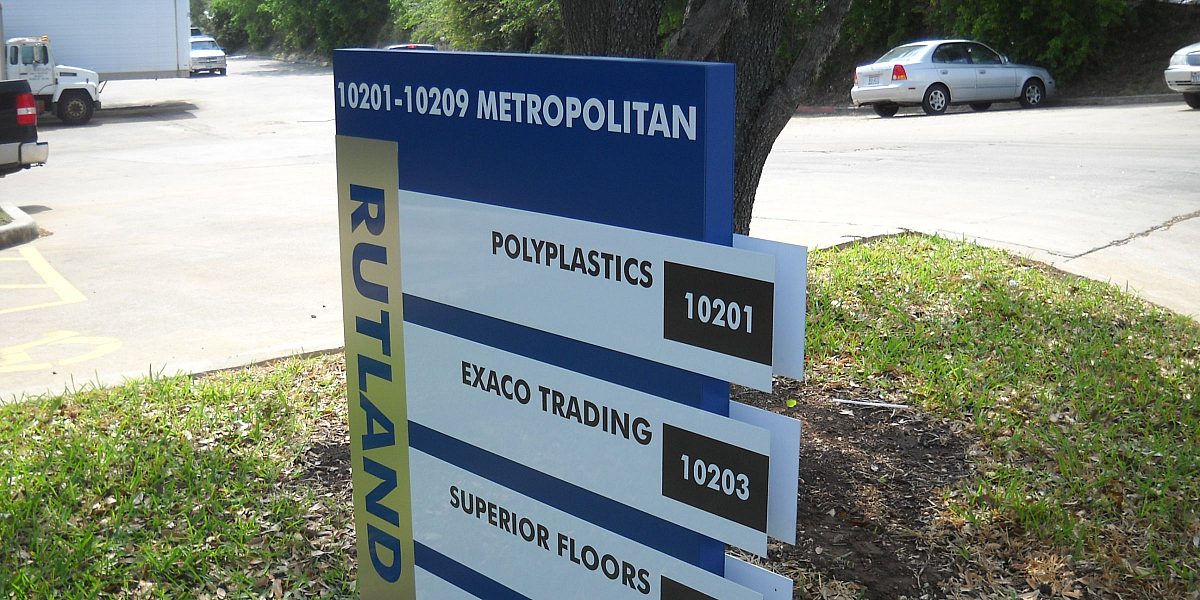 10201-10209 METROPOLITAN
RUTLAND
POLYPLASTICS 10201
EXACO TRADING 10203
SUPERIOR FLOORS